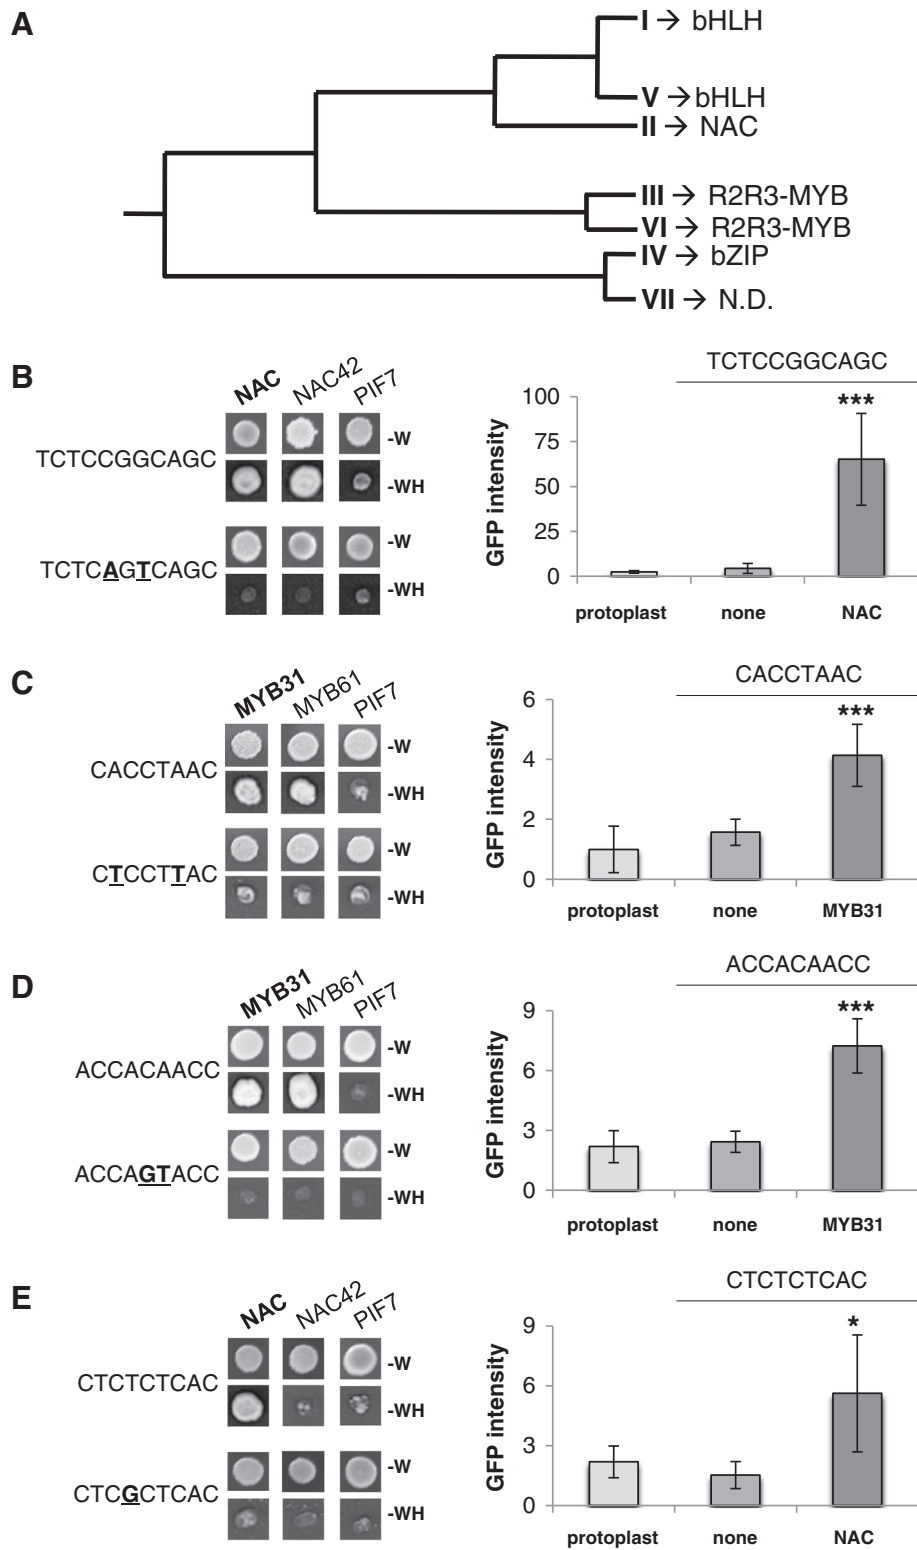 A
I → bHLH
V → bHLH
II → NAC
III → R2R3-MYB
VI → R2R3-MYB
IV → bZIP
VII → N.D.
B
NAC NAC42 PIF7
TCTCCGGCAGC
-W
-WH
TCTCAGTCAGC
-W
-WH
TCTCCGGCAGC
***
GFP intensity
100
75
50
25
0
protoplast none NAC
C
MYB31 MYB61 PIF7
CACCTAAC
-W
-WH
CTCCTTAC
-W
-WH
CACCTAAC
***
GFP intensity
6
4
2
0
protoplast none MYB31
D
MYB31 MYB61 PIF7
ACCACAACC
-W
-WH
ACCAGTACC
-W
-WH
ACCACAACC
***
GFP intensity
9
6
3
0
protoplast none MYB31
E
NAC NAC42 PIF7
CTCTCTCAC
-W
-WH
CTCGCTCAC
-W
-WH
CTCTCTCAC
*
GFP intensity
9
6
3
0
protoplast none NAC